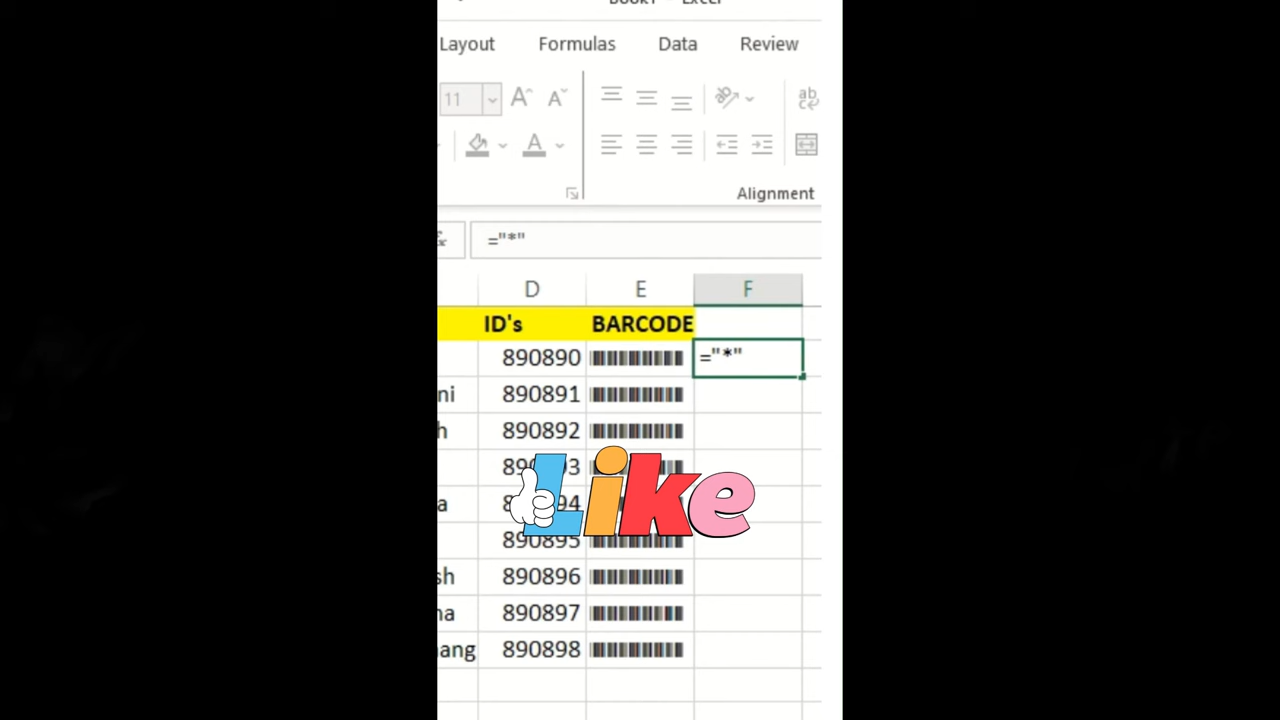 Layout Formulas Data Review
11 A A ab
A
Alignment
="*"
D E F
ID's BARCODE
890890 ="*"
ni 890891
h 890892
a
890895
sh 890896
na 890897
ang 890898
Like